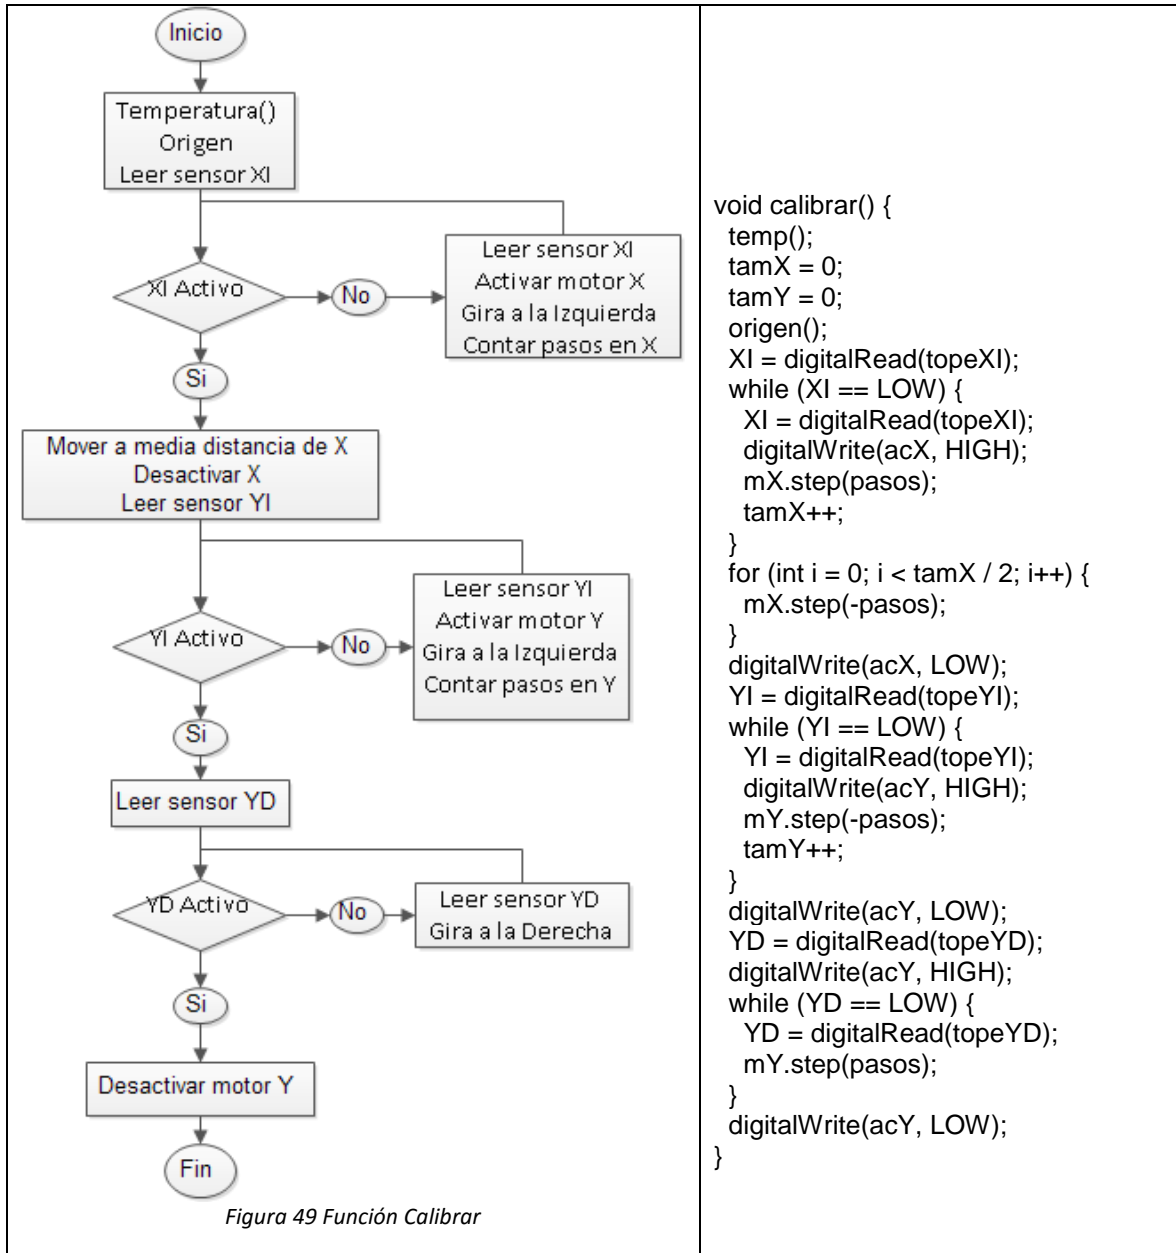 Inicio
Temperatura()
Origen
Leer sensor XI
XI Activo
No
Leer sensor XI
Activar motor X
Gira a la Izquierda
Contar pasos en X
Si
Mover a media distancia de X
Desactivar X
Leer sensor YI
YI Activo
No
Leer sensor YI
Activar motor Y
Gira a la Izquierda
Contar pasos en Y
Si
Leer sensor YD
YD Activo
No
Leer sensor YD
Gira a la Derecha
Si
Desactivar motor Y
Fin
Figura 49 Función Calibrar
void calibrar() {
temp();
tamX = 0;
tamY = 0;
origen();
XI = digitalRead(topeXI);
while (XI == LOW) {
XI = digitalRead(topeXI);
digitalWrite(acX, HIGH);
mX.step(pasos);
tamX++;
}
for (int i = 0; i < tamX / 2; i++) {
mX.step(-pasos);
}
digitalWrite(acX, LOW);
YI = digitalRead(topeYI);
while (YI == LOW) {
YI = digitalRead(topeYI);
digitalWrite(acY, HIGH);
mY.step(-pasos);
tamY++;
}
digitalWrite(acY, LOW);
YD = digitalRead(topeYD);
digitalWrite(acY, HIGH);
while (YD == LOW) {
YD = digitalRead(topeYD);
mY.step(pasos);
}
digitalWrite(acY, LOW);
}